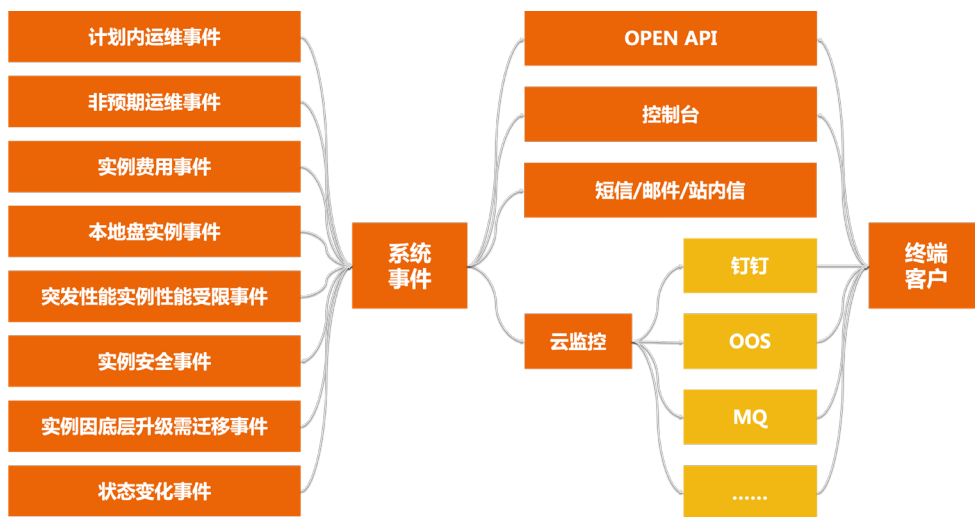 计划内运维事件
非预期运维事件
实例费用事件
本地盘实例事件
突发性能实例性能受限事件
实例安全事件
实例因底层升级需迁移事件
状态变化事件
系统
事件
OPEN API
控制台
短信/邮件/站内信
云监控
钉钉
OOS
MQ
......
终端
客户